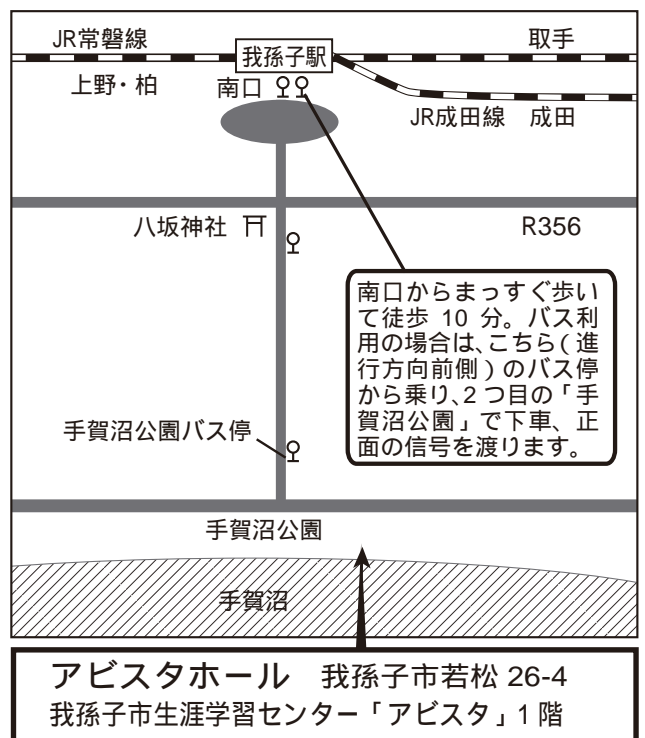 JR常磐線
取手
我孫子駅
上野・柏
南口
JR成田線 成田
八坂神社
R356
南口からまっすぐ歩い
て徒歩 10 分。バス利
用の場合は、こちら(進
行方向前側)のバス停
から乗り、2つ目の「手
賀沼公園」で下車、正
面の信号を渡ります。
手賀沼公園バス停
手賀沼公園
手賀沼
アビスタホール 我孫子市若松 26-4
我孫子市生涯学習センター「アビスタ」1階